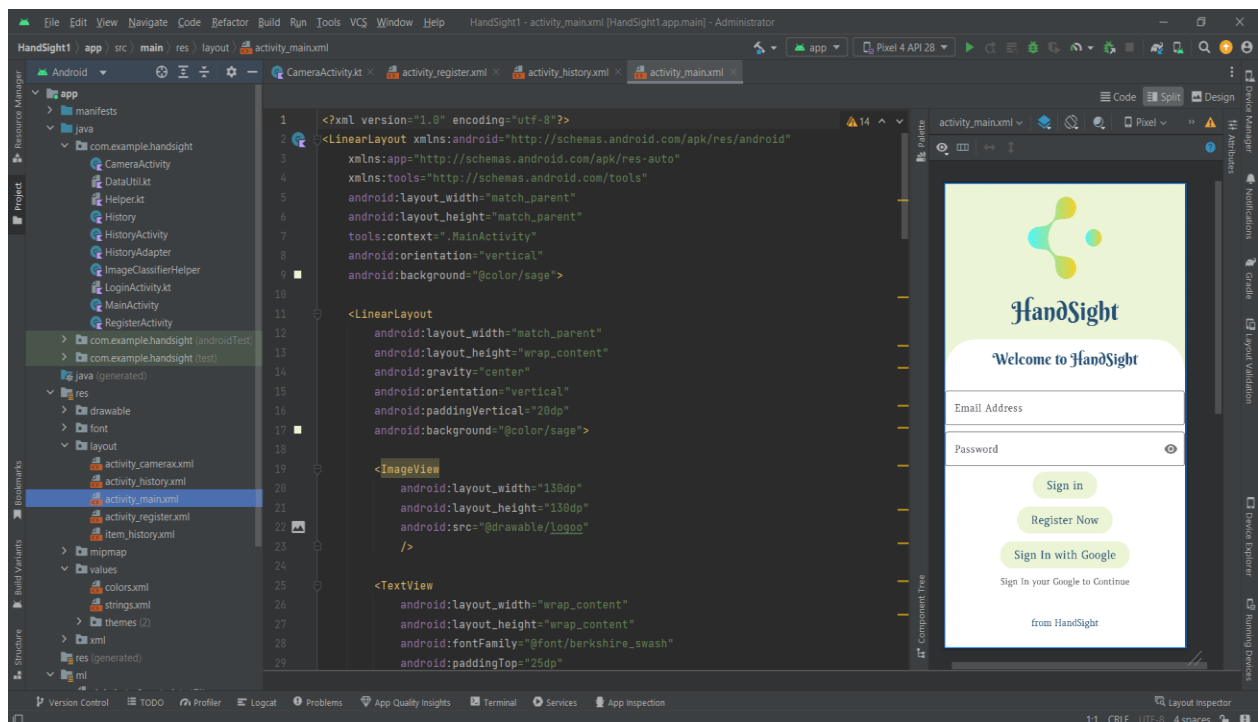 File Edit View Navigate Code Refactor Build Run Tools VCS Window Help HandSight1 - activity_main.xml [HandSight1.app.main] - Administrator
HandSight1 app src main res layout activity_main.xml
app Pixel 4 API 28
Android
CameraActivity.kt activity_register.xml activity_history.xml activity_main.xml
Code Split Design
Resource Manager
Project
Bookmarks
Build Variants
Structure
app
manifests
java
com.example.handsight
CameraActivity
DataUtil.kt
Helper.kt
History
HistoryActivity
HistoryAdapter
ImageClassifierHelper
LoginActivity.kt
MainActivity
RegisterActivity
com.example.handsight (androidTest)
com.example.handsight (test)
java (generated)
res
drawable
font
layout
activity_camerax.xml
activity_history.xml
activity_main.xml
activity_register.xml
item_history.xml
mipmap
values
colors.xml
strings.xml
themes (2)
xml
res (generated)
ml
1 <?xml version="1.0" encoding="utf-8"?>
14
2 <LinearLayout xmlns:android="http://schemas.android.com/apk/res/android"
3 xmlns:app="http://schemas.android.com/apk/res-auto"
4 xmlns:tools="http://schemas.android.com/tools"
5 android:layout_width="match_parent"
6 android:layout_height="match_parent"
7 tools:context=".MainActivity"
8 android:orientation="vertical"
9 android:background="@color/sage">
10
11 <LinearLayout
12 android:layout_width="match_parent"
13 android:layout_height="wrap_content"
14 android:gravity="center"
15 android:orientation="vertical"
16 android:paddingVertical="20dp"
17 android:background="@color/sage">
18
19 <ImageView
20 android:layout_width="130dp"
21 android:layout_height="130dp"
22 android:src="@drawable/logoo"
23 />
24
25 <TextView
26 android:layout_width="wrap_content"
27 android:layout_height="wrap_content"
28 android:fontFamily="@font/berkshire_swash"
29 android:paddingTop="25dp"
Palette
Component Tree
activity_main.xml Pixel
HandSight
Welcome to HandSight
Email Address
Password
Sign in
Register Now
Sign In with Google
Sign In your Google to Continue
from HandSight
Attributes
Device Manager
Notifications
Gradle
Layout Validation
Device Explorer
Running Devices
Version Control TODO Profiler Logcat Problems App Quality Insights Terminal Services App Inspection Layout Inspector
1:1 CRLF UTF-8 4 spaces